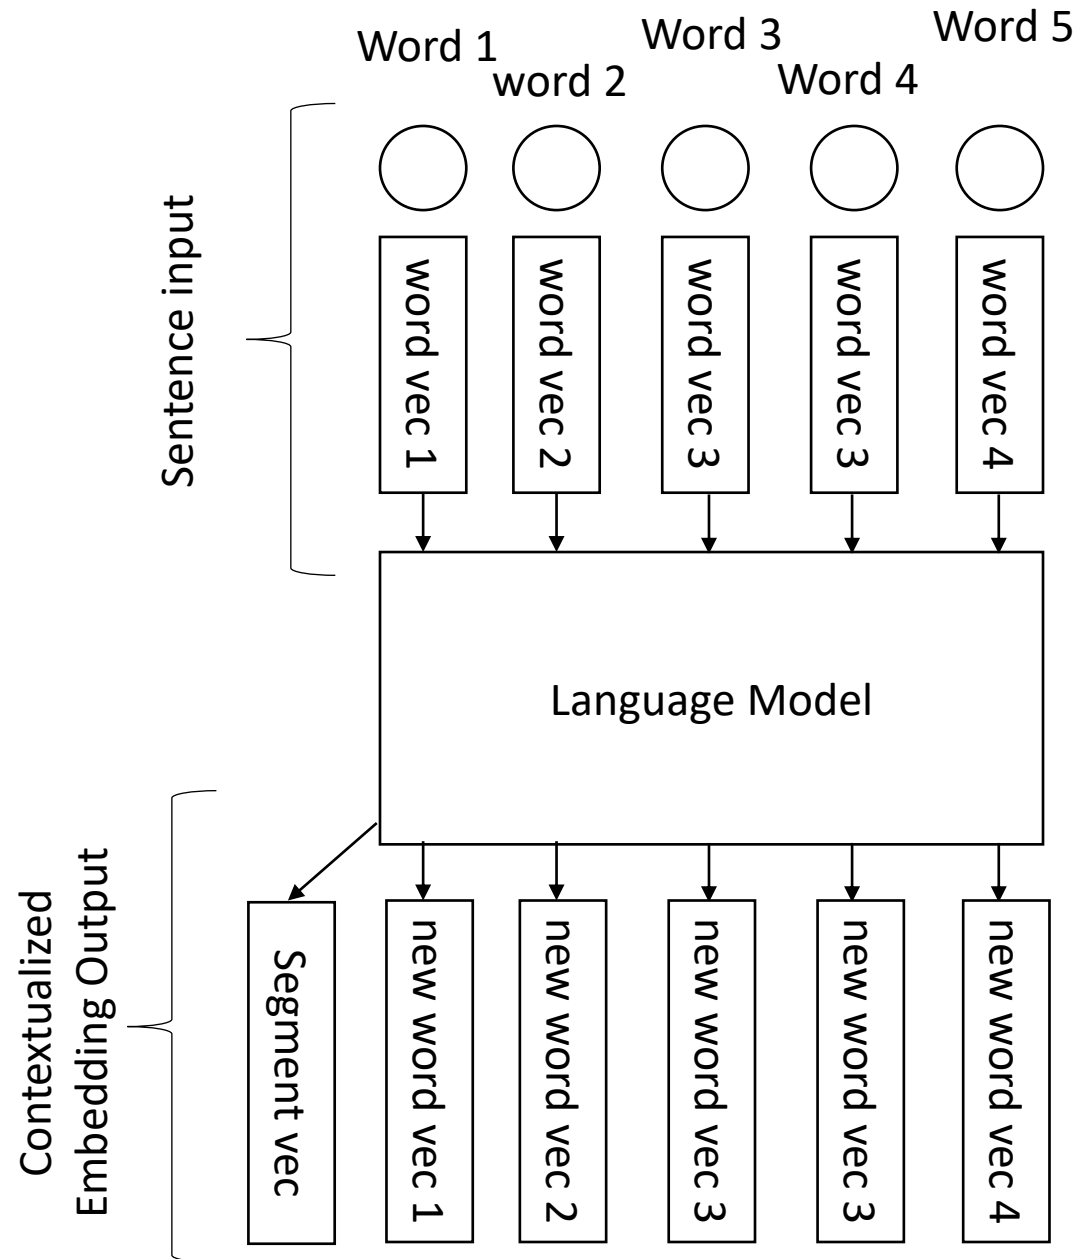 Word 1
word 2
Word 3
Word 4
Word 5
Sentence input
word vec 1
word vec 2
word vec 3
word vec 3
word vec 4
Language Model
Contextualized
Embedding Output
Segment vec
new word vec 1
new word vec 2
new word vec 3
new word vec 3
new word vec 4